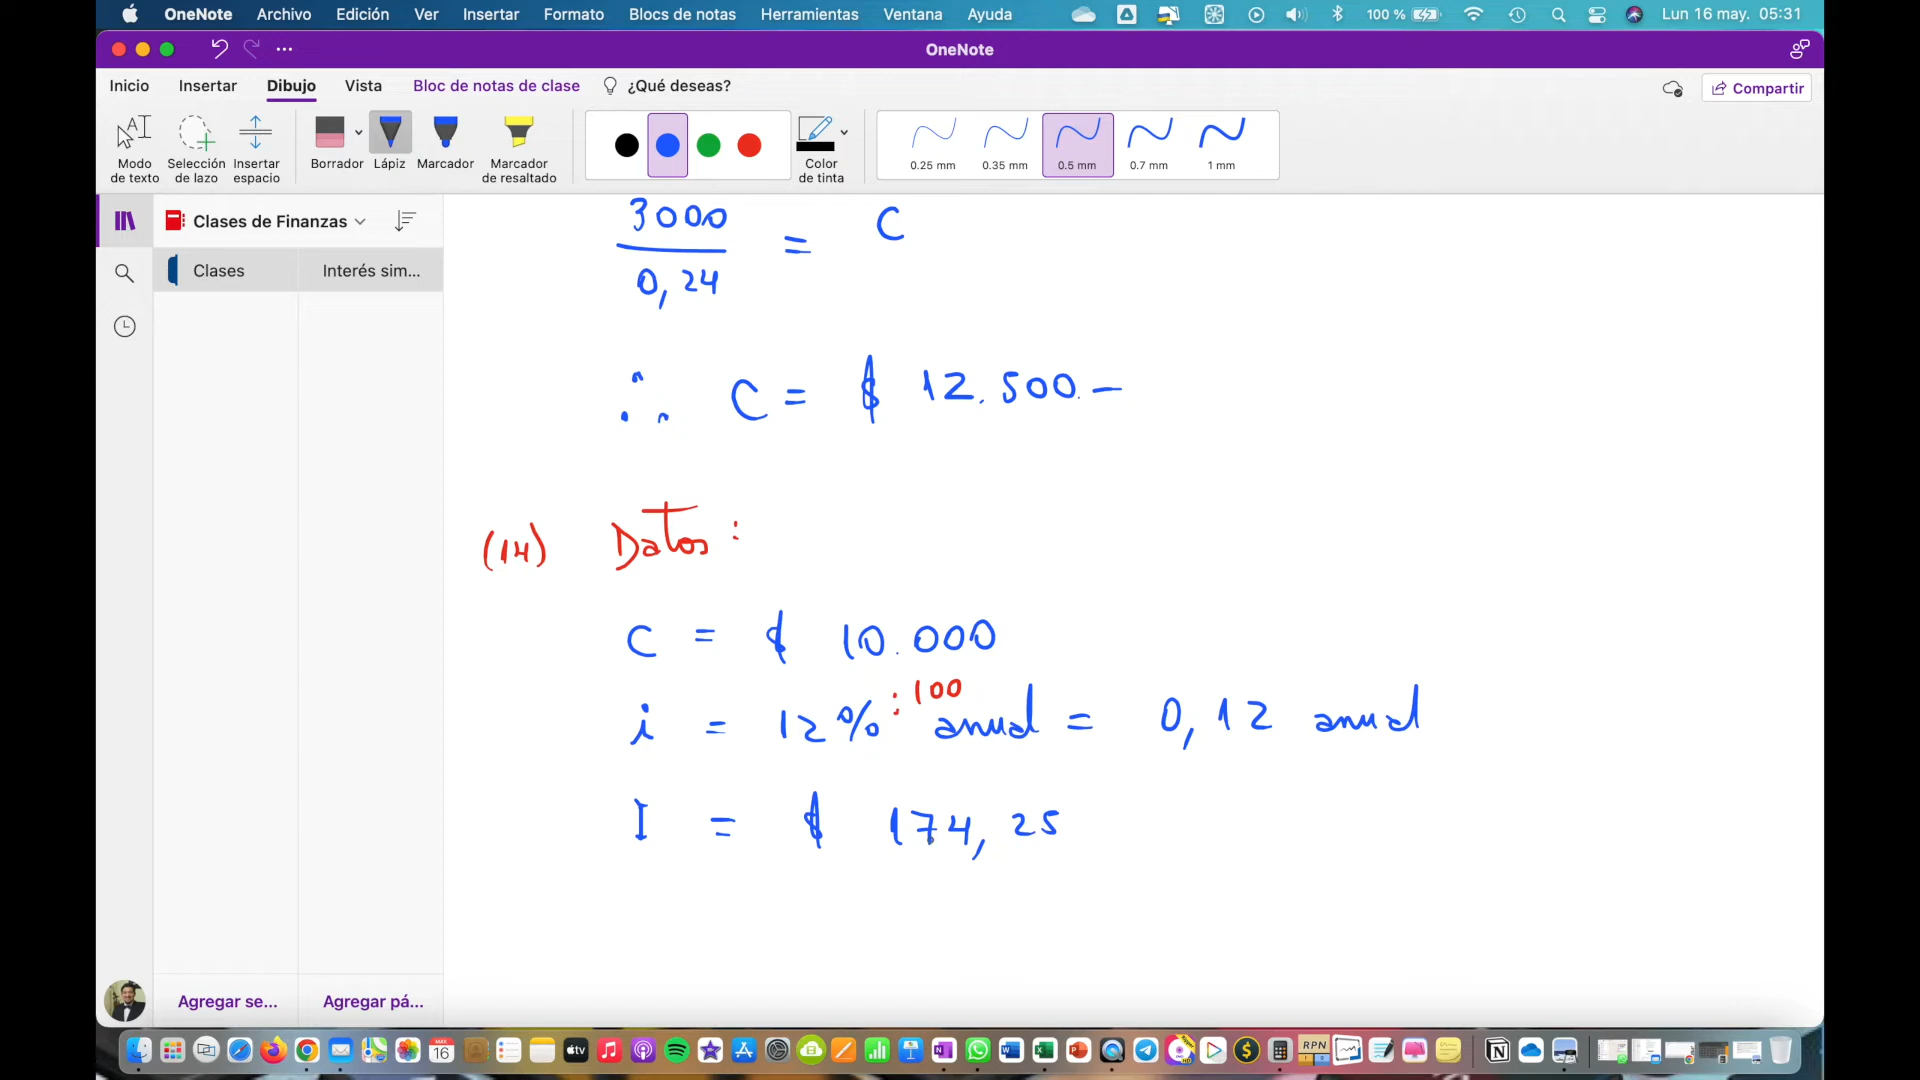 OneNote Archivo Edición Ver Insertar Formato Blocs de notas Herramientas Ventana Ayuda 100 % Lun 16 may. 05:31
OneNote
Inicio Insertar Dibujo Vista Bloc de notas de clase ¿Qué deseas? Compartir
Modo de texto
Selección de lazo
Insertar espacio
Borrador
Lápiz
Marcador
Marcador de resaltado
Color de tinta
0.25 mm 0.35 mm 0.5 mm 0.7 mm 1 mm
Clases de Finanzas
Clases Interés sim...
3000 / 0,24 = C
∴ C = $ 12.500.-
(14) Datos:
C = $ 10.000
: 100
i = 12% anual = 0,12 anual
I = $ 174,25
Agregar se... Agregar pá...
MAY 16
tv
RPN